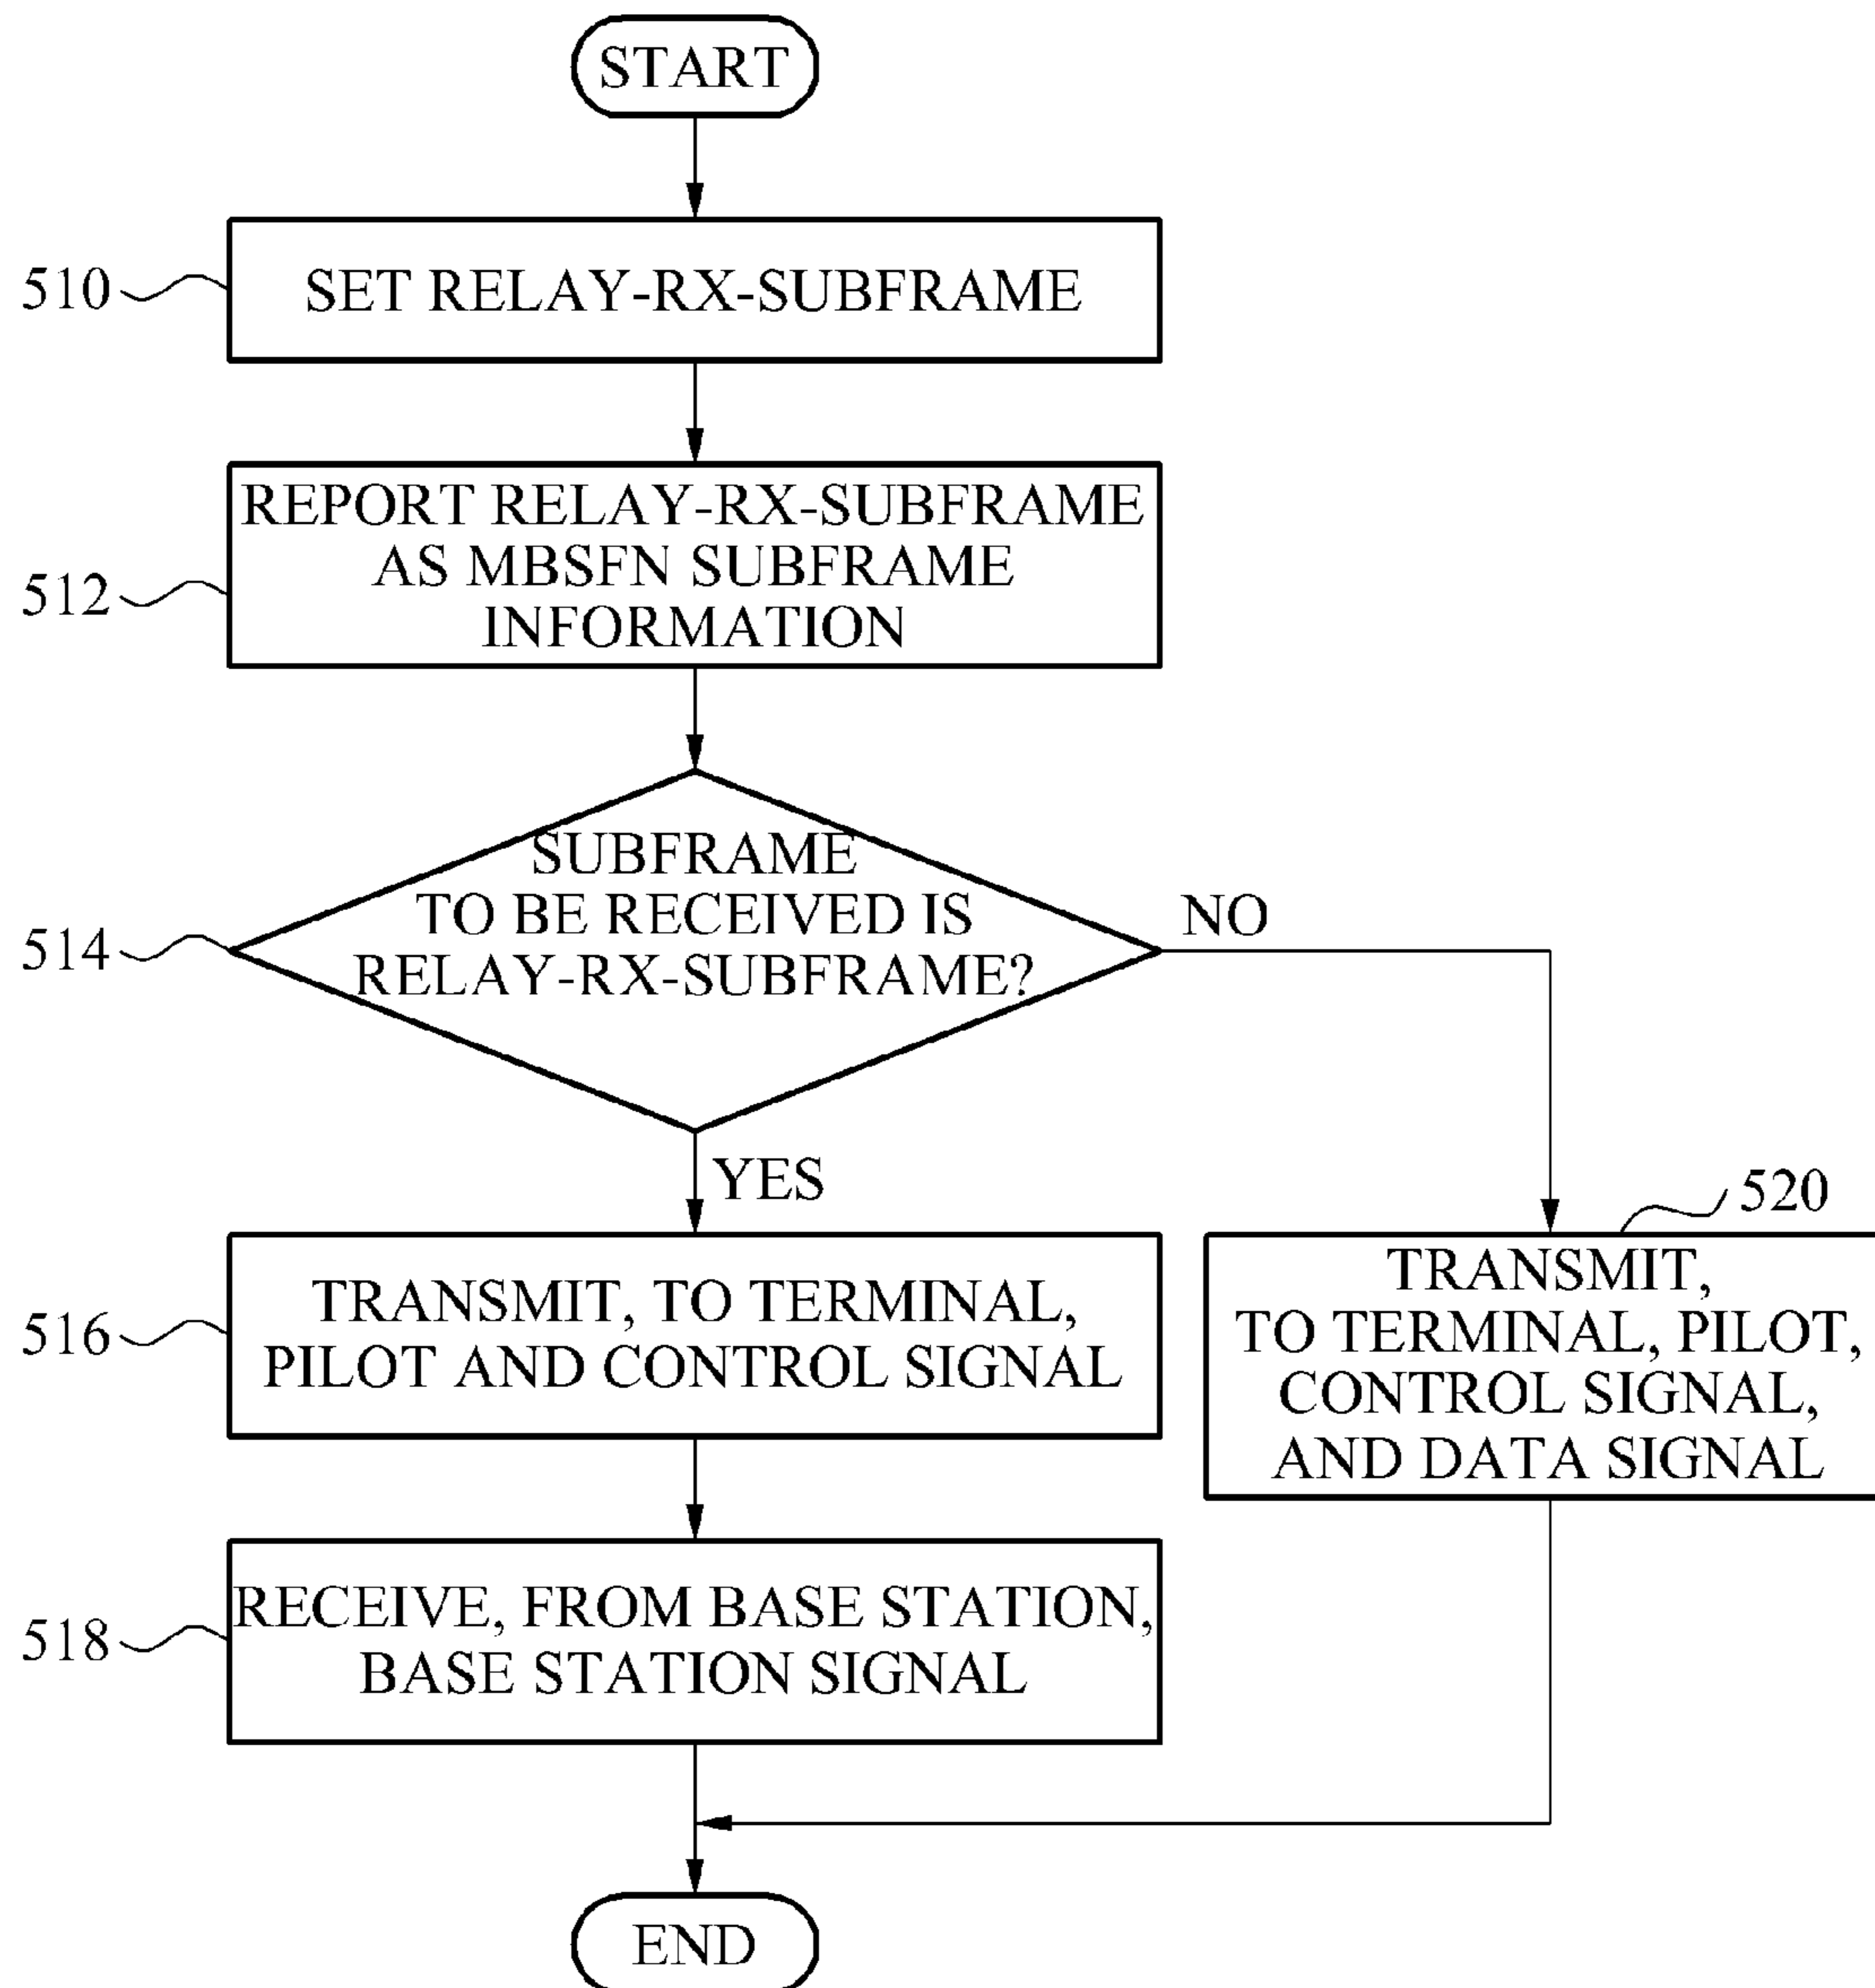 START
510
SET RELAY-RX-SUBFRAME
512
REPORT RELAY-RX-SUBFRAME
AS MBSFN SUBFRAME
INFORMATION
514
SUBFRAME
TO BE RECEIVED IS
RELAY-RX-SUBFRAME?
NO
YES
516
TRANSMIT, TO TERMINAL,
PILOT AND CONTROL SIGNAL
520
TRANSMIT,
TO TERMINAL, PILOT,
CONTROL SIGNAL,
AND DATA SIGNAL
518
RECEIVE, FROM BASE STATION,
BASE STATION SIGNAL
END